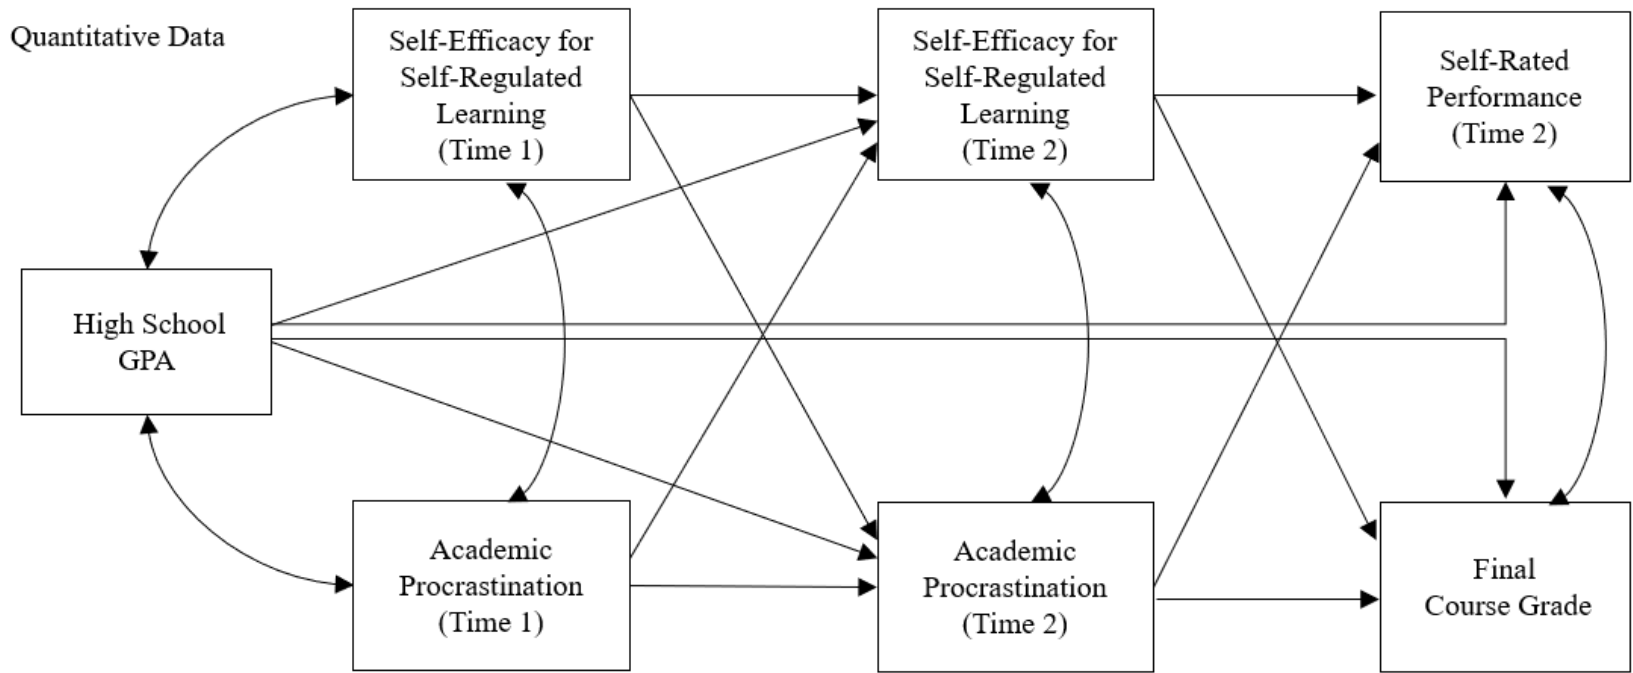 Quantitative Data
Self-Efficacy for
Self-Regulated
Learning
(Time 1)
Self-Efficacy for
Self-Regulated
Learning
(Time 2)
Self-Rated
Performance
(Time 2)
High School
GPA
Academic
Procrastination
(Time 1)
Academic
Procrastination
(Time 2)
Final
Course Grade